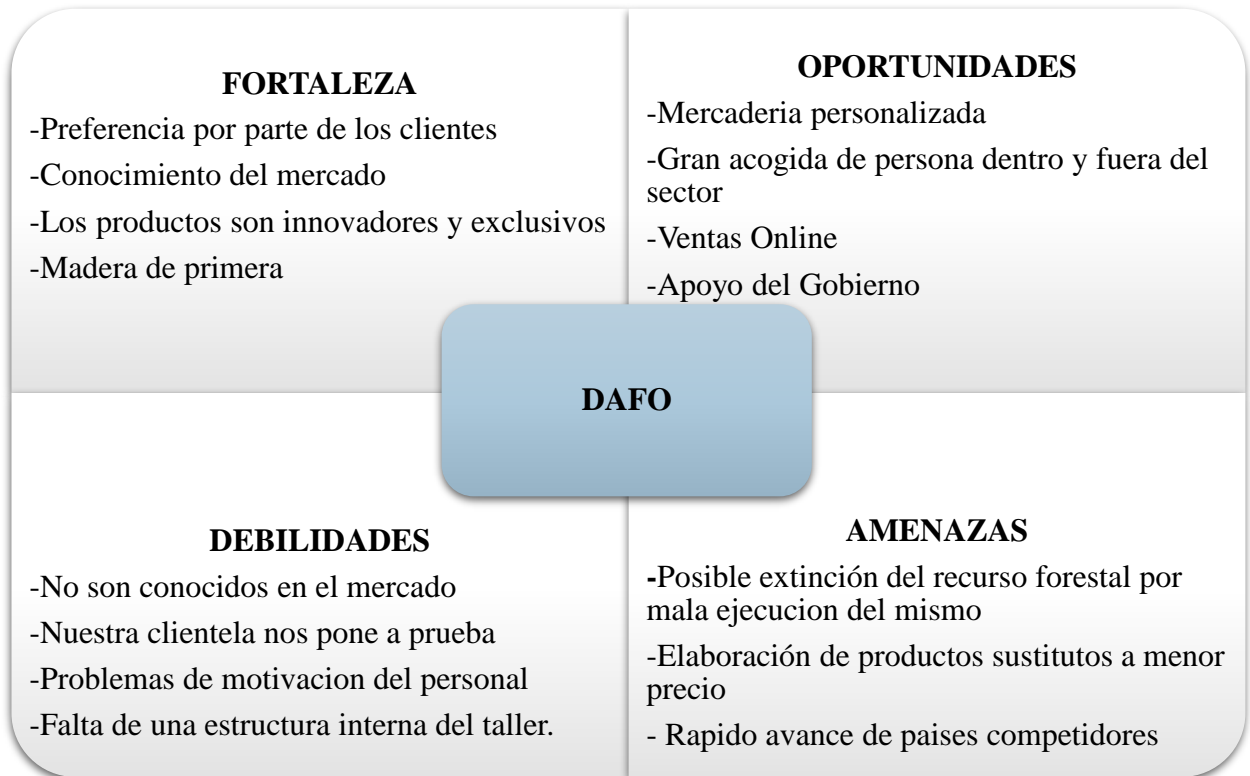 FORTALEZA
-Preferencia por parte de los clientes
-Conocimiento del mercado
-Los productos son innovadores y exclusivos
-Madera de primera
OPORTUNIDADES
-Mercaderia personalizada
-Gran acogida de persona dentro y fuera del
sector
-Ventas Online
-Apoyo del Gobierno
DAFO
DEBILIDADES
-No son conocidos en el mercado
-Nuestra clientela nos pone a prueba
-Problemas de motivacion del personal
-Falta de una estructura interna del taller.
AMENAZAS
-Posible extinción del recurso forestal por
mala ejecucion del mismo
-Elaboración de productos sustitutos a menor
precio
- Rapido avance de paises competidores